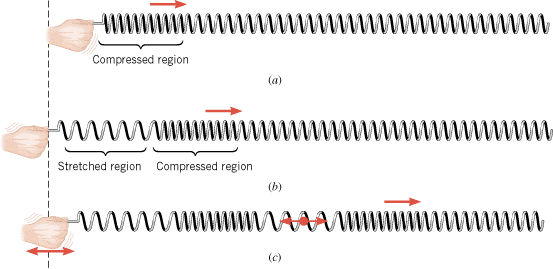 Compressed region
(a)
Stretched region Compressed region
(b)
(c)